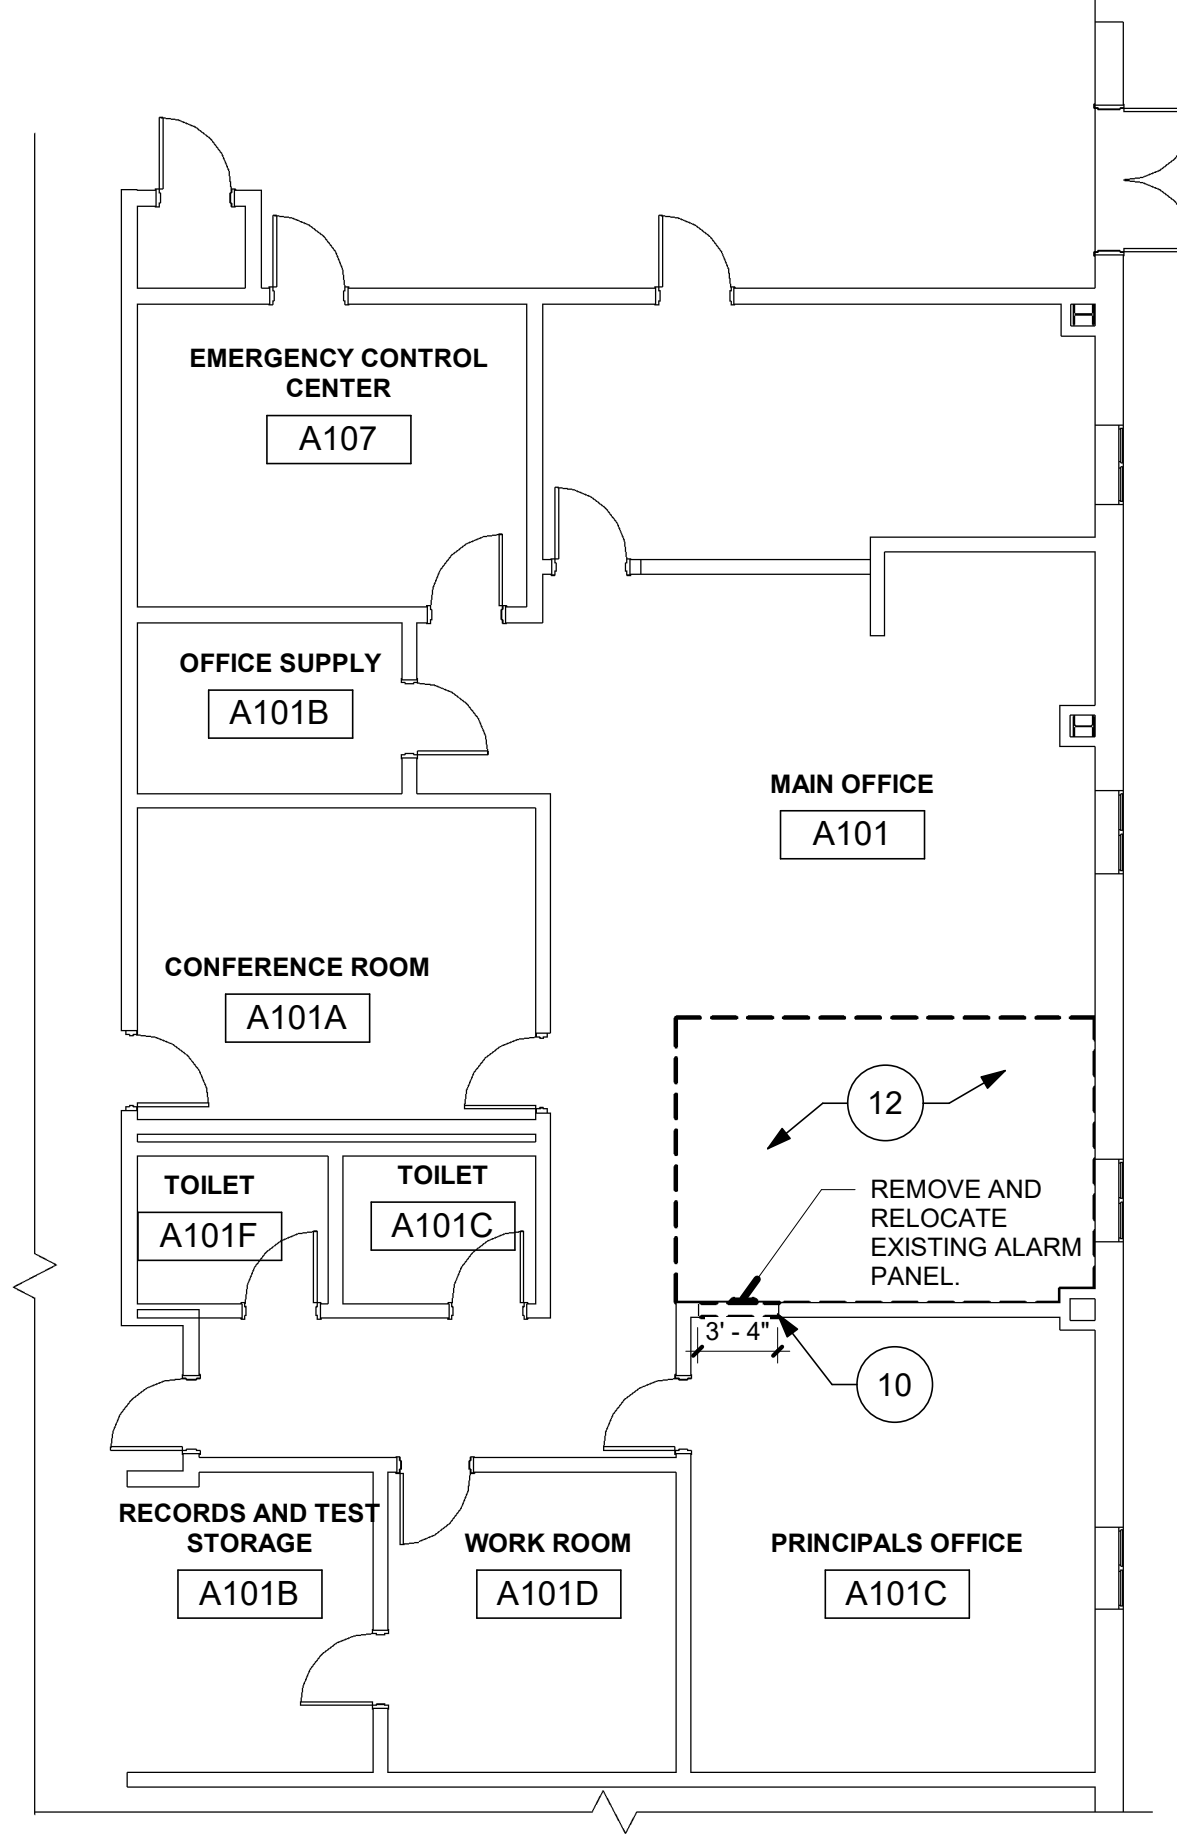 EMERGENCY CONTROL
CENTER
A107
OFFICE SUPPLY
A101B
MAIN OFFICE
A101
CONFERENCE ROOM
A101A
12
TOILET
A101F
TOILET
A101C
REMOVE AND
RELOCATE
EXISTING ALARM
PANEL.
3' - 4"
10
RECORDS AND TEST
STORAGE
A101B
WORK ROOM
A101D
PRINCIPALS OFFICE
A101C